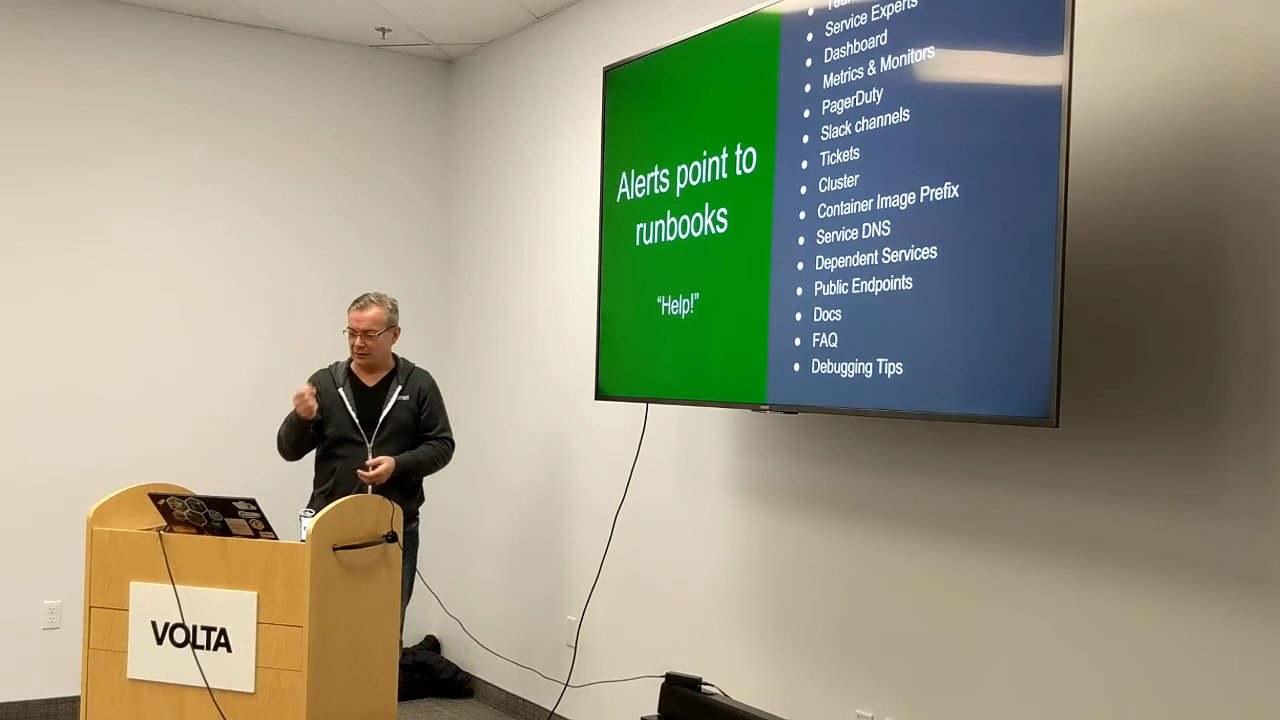 Alerts point to
runbooks
“Help!”
Service Experts
Dashboard
Metrics & Monitors
PagerDuty
Slack channels
Tickets
Cluster
Container Image Prefix
Service DNS
Dependent Services
Public Endpoints
Docs
FAQ
Debugging Tips
VOLTA